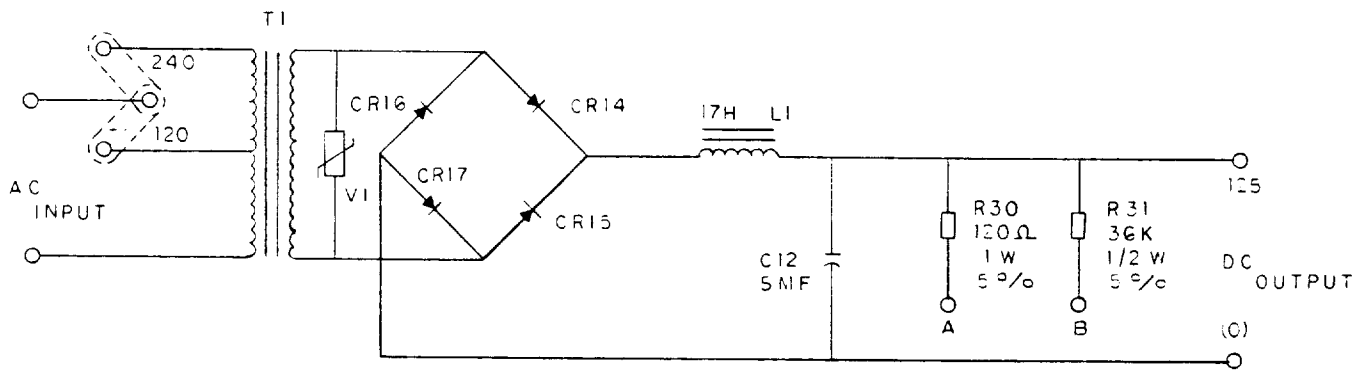 T1
240
120
AC
INPUT
V1
CR16
CR14
CR17
CR15
17H L1
C12
5MF
R30
120Ω
1W
5%
A
R31
36K
1/2 W
5%
B
125
DC
OUTPUT
(0)